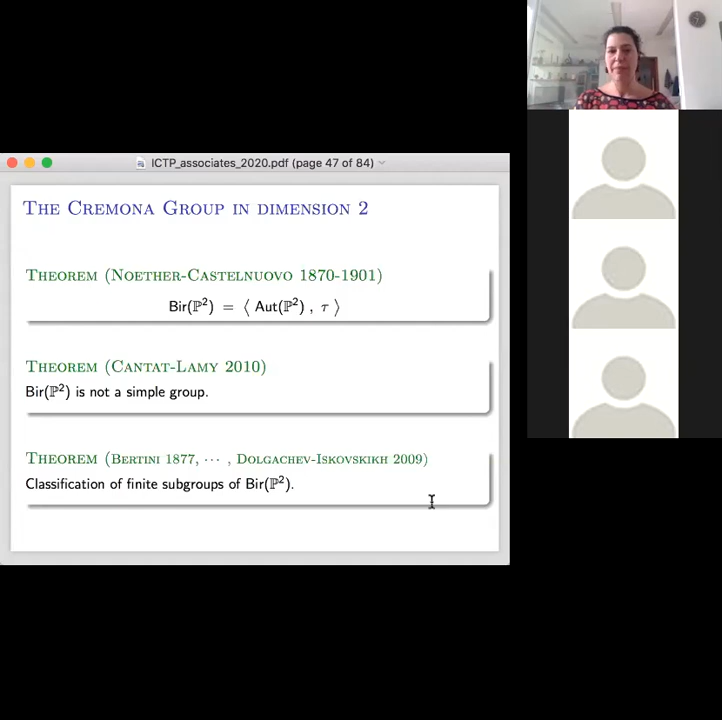 ICTP_associates_2020.pdf (page 47 of 84)
THE CREMONA GROUP IN DIMENSION 2
THEOREM (NOETHER-CASTELNUOVO 1870-1901)
Bir(ℙ²) = ⟨ Aut(ℙ²) , τ ⟩
THEOREM (CANTAT-LAMY 2010)
Bir(ℙ²) is not a simple group.
THEOREM (BERTINI 1877, ··· , DOLGACHEV-ISKOVSKIKH 2009)
Classification of finite subgroups of Bir(ℙ²).